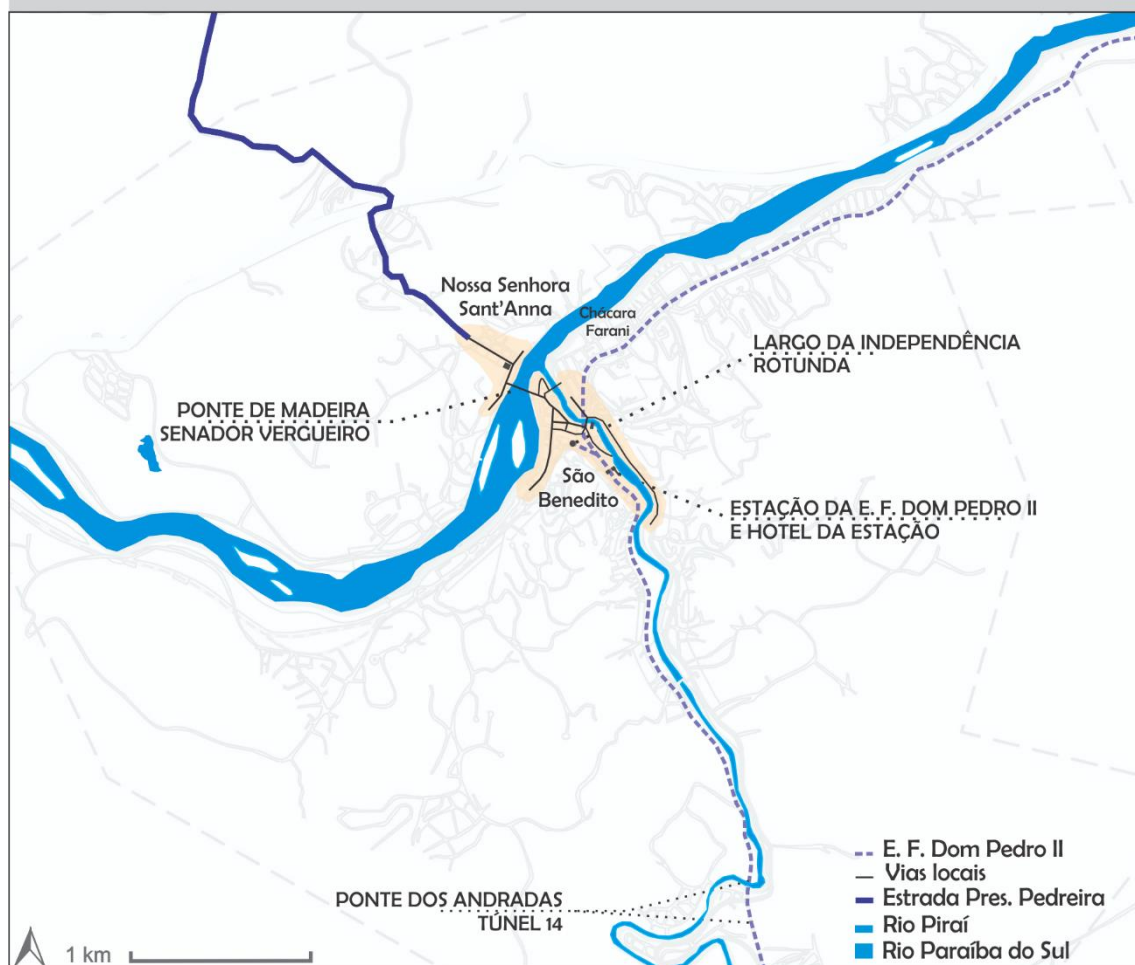 Nossa Senhora
Sant'Anna
Chácara
Farani
LARGO DA INDEPENDÊNCIA
ROTUNDA
PONTE DE MADEIRA
SENADOR VERGUEIRO
São
Benedito
ESTAÇÃO DA E. F. DOM PEDRO II
E HOTEL DA ESTAÇÃO
PONTE DOS ANDRADAS
TÚNEL 14
E. F. Dom Pedro II
Vias locais
Estrada Pres. Pedreira
Rio Piraí
Rio Paraíba do Sul
1 km